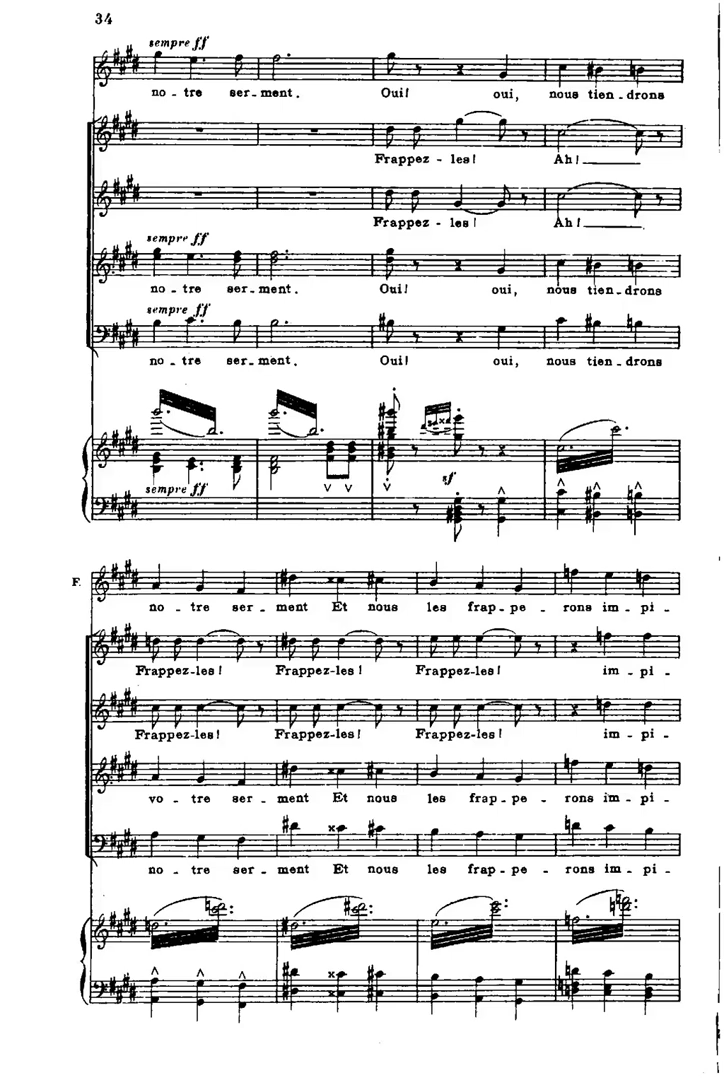 34
sempre ff
no - tre ser - ment. Oui! oui, nous tien - drons
Frappez - les! Ah!
Frappez - les! Ah!
sempre ff
no - tre ser - ment. Oui! oui, nous tien - drons
sempre ff
no - tre ser - ment. Oui! oui, nous tien - drons
sempre ff sf
F.
no - tre ser - ment Et nous les frap - pe - rons im - pi -
Frappez-les! Frappez-les! Frappez-les! im - pi -
Frappez-les! Frappez-les! Frappez-les! im - pi -
vo - tre ser - ment Et nous les frap - pe - rons im - pi -
no - tre ser - ment Et nous les frap - pe - rons im - pi -